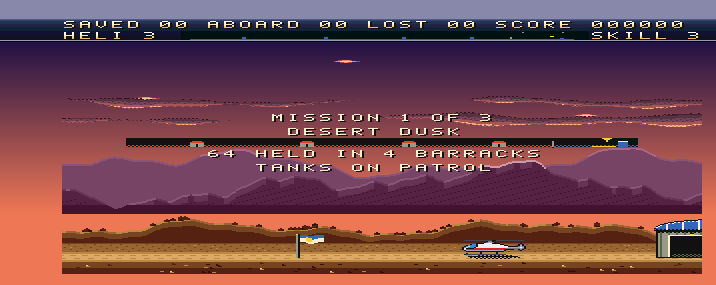 SAVED 00 ABOARD 00 LOST 00 SCORE 000000
HELI 3 SKILL 3
MISSION 1 OF 3
DESERT DUSK
64 HELD IN 4 BARRACKS
TANKS ON PATROL